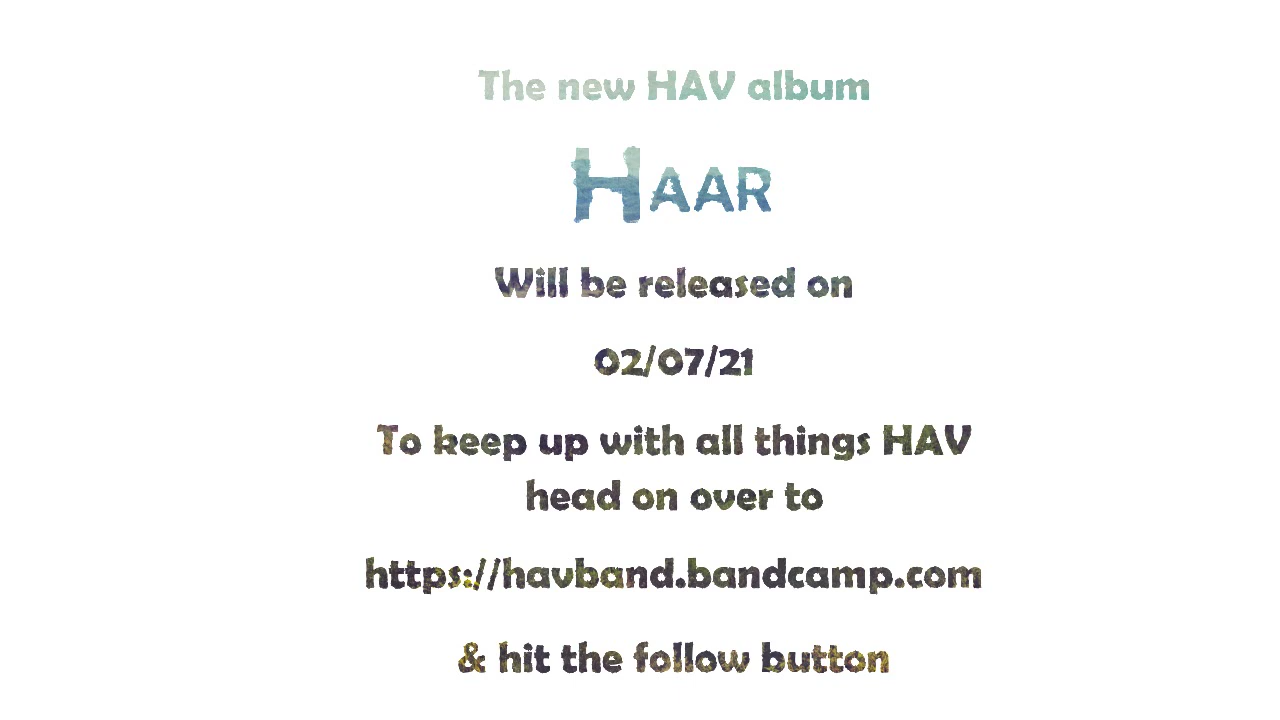 The new HAV album
HAAR
Will be released on
02/07/21
To keep up with all things HAV
head on over to
https://havband.bandcamp.com
& hit the follow button